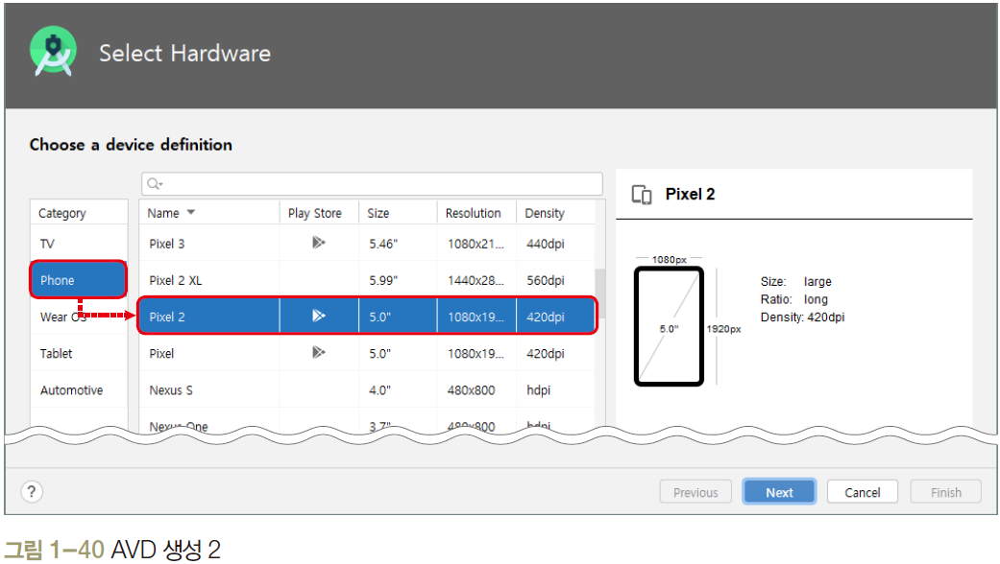 Select Hardware
Choose a device definition
Category
TV
Phone
Wear OS
Tablet
Automotive
Name Play Store Size Resolution Density
Pixel 3 5.46" 1080x21... 440dpi
Pixel 2 XL 5.99" 1440x28... 560dpi
Pixel 2 5.0" 1080x19... 420dpi
Pixel 5.0" 1080x19... 420dpi
Nexus S 4.0" 480x800 hdpi
Nexus One 3.7" 480x800 hdpi
Pixel 2
1080px
5.0"
1920px
Size: large
Ratio: long
Density: 420dpi
?
Previous Next Cancel Finish
그림 1-40 AVD 생성 2